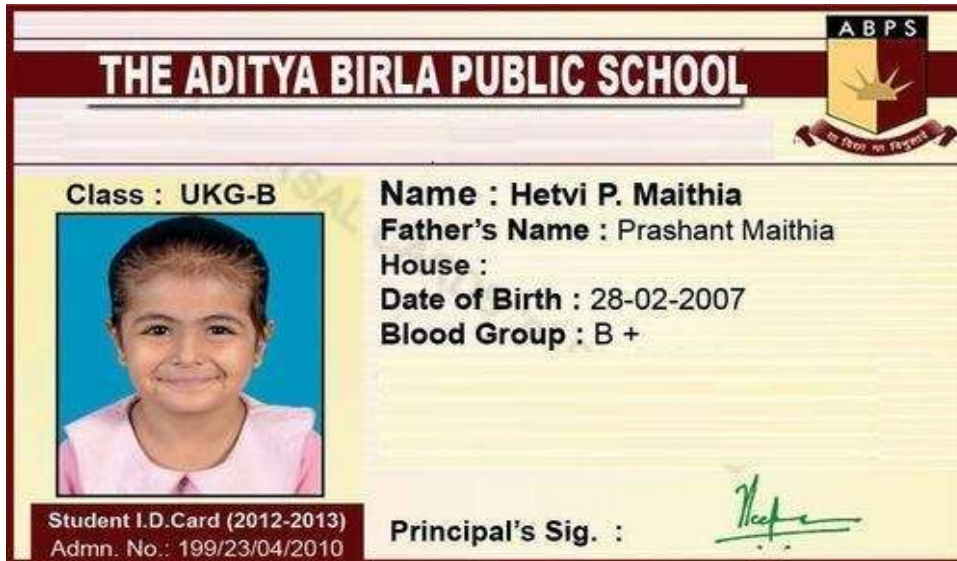 ABPS
THE ADITYA BIRLA PUBLIC SCHOOL
Class : UKG-B
Name : Hetvi P. Maithia
Father's Name : Prashant Maithia
House :
Date of Birth : 28-02-2007
Blood Group : B +
Student I.D.Card (2012-2013)
Admn. No.: 199/23/04/2010
Principal's Sig. :